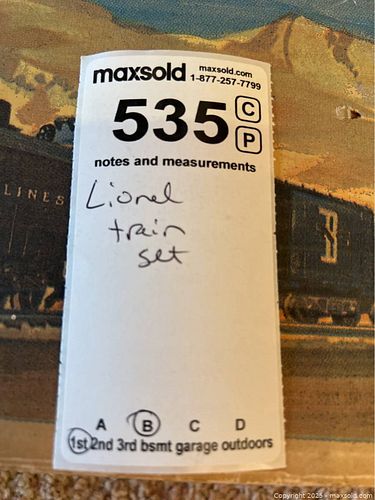 maxsold maxsold.com
1-877-257-7799
535 C
P
notes and measurements
LINES
Lionel
B
train
set
A B C D
1st 2nd 3rd bsmt garage outdoors
Copyright 2025 - maxsold.com